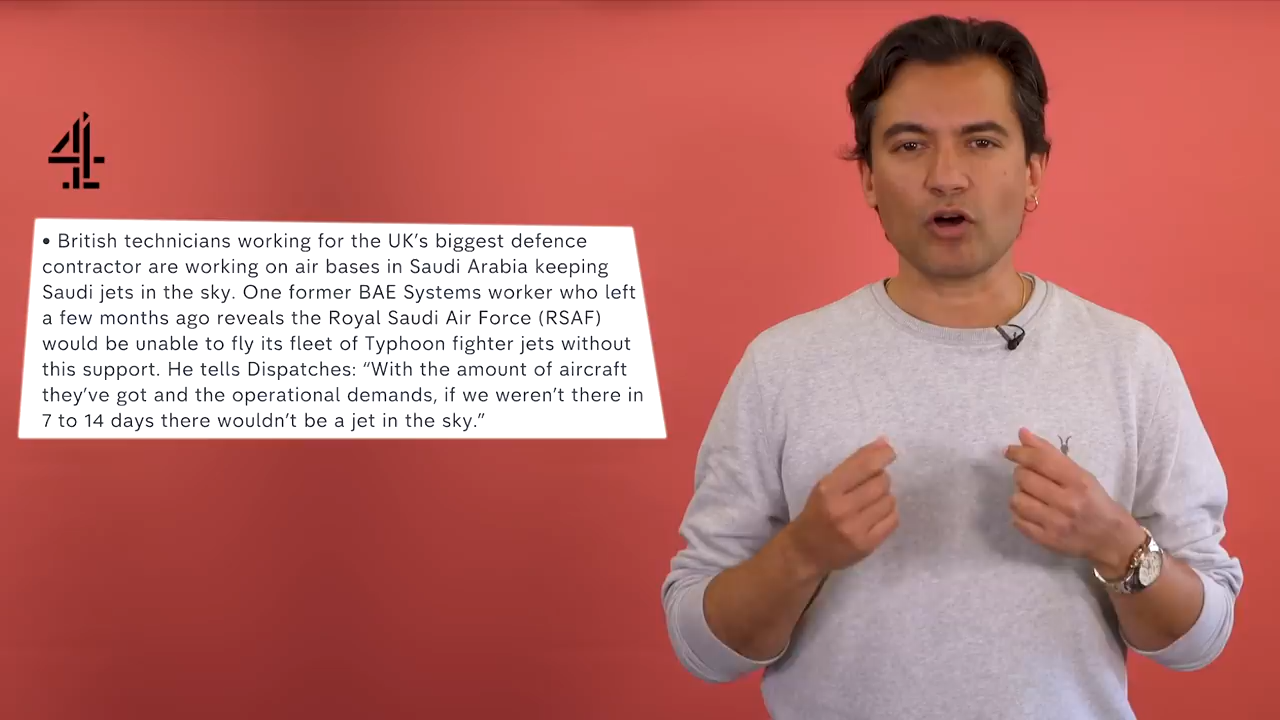 4
• British technicians working for the UK’s biggest defence
contractor are working on air bases in Saudi Arabia keeping
Saudi jets in the sky. One former BAE Systems worker who left
a few months ago reveals the Royal Saudi Air Force (RSAF)
would be unable to fly its fleet of Typhoon fighter jets without
this support. He tells Dispatches: “With the amount of aircraft
they’ve got and the operational demands, if we weren’t there in
7 to 14 days there wouldn’t be a jet in the sky.”